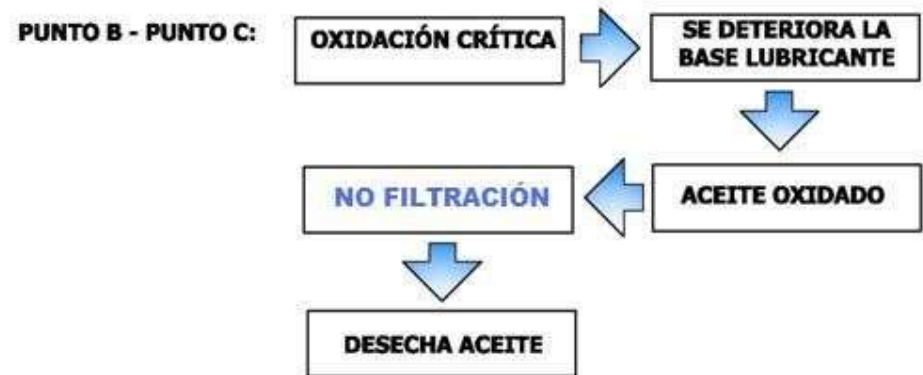 PUNTO B - PUNTO C:
OXIDACIÓN CRÍTICA
SE DETERIORA LA
BASE LUBRICANTE
ACEITE OXIDADO
NO FILTRACIÓN
DESECHA ACEITE